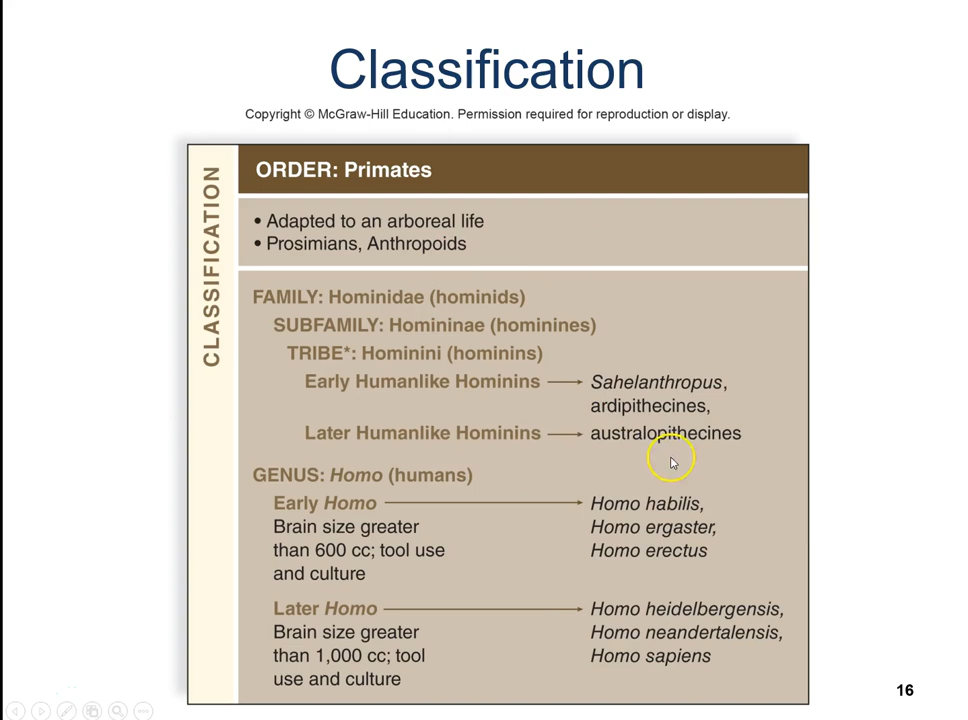 Classification
Copyright © McGraw-Hill Education. Permission required for reproduction or display.
CLASSIFICATION
ORDER: Primates
• Adapted to an arboreal life
• Prosimians, Anthropoids
FAMILY: Hominidae (hominids)
SUBFAMILY: Homininae (hominines)
TRIBE*: Hominini (hominins)
Early Humanlike Hominins
Sahelanthropus,
ardipithecines,
Later Humanlike Hominins
australopithecines
GENUS: Homo (humans)
Early Homo
Brain size greater
than 600 cc; tool use
and culture
Homo habilis,
Homo ergaster,
Homo erectus
Later Homo
Brain size greater
than 1,000 cc; tool
use and culture
Homo heidelbergensis,
Homo neandertalensis,
Homo sapiens
16